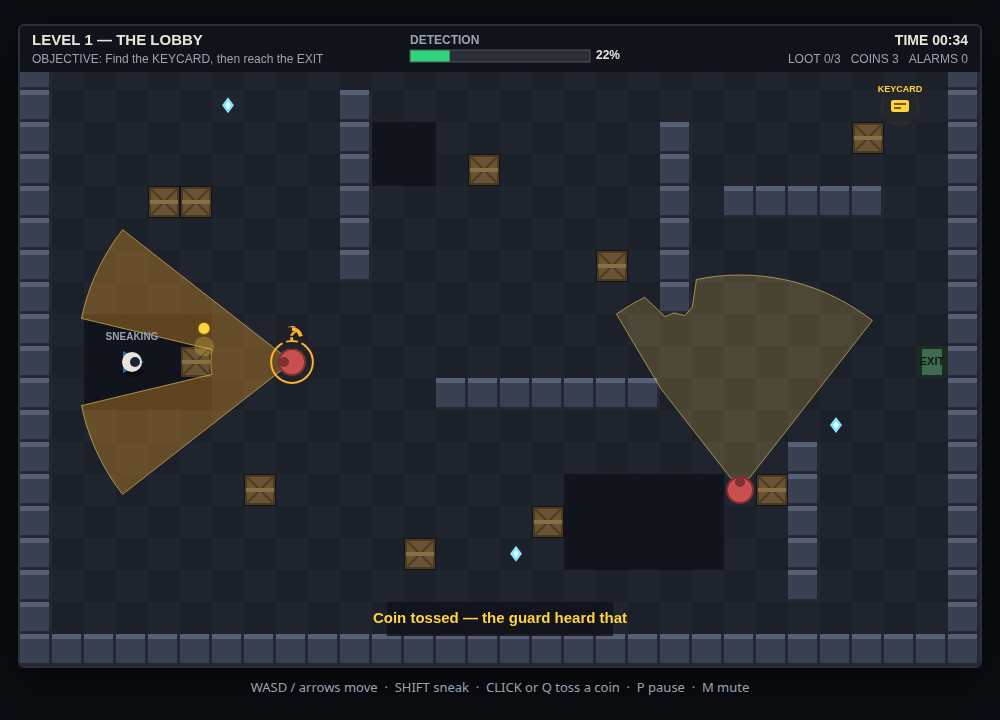 LEVEL 1 — THE LOBBY
OBJECTIVE: Find the KEYCARD, then reach the EXIT
DETECTION
22%
TIME 00:34
LOOT 0/3 COINS 3 ALARMS 0
KEYCARD
SNEAKING
?
EXIT
Coin tossed — the guard heard that
WASD / arrows move · SHIFT sneak · CLICK or Q toss a coin · P pause · M mute